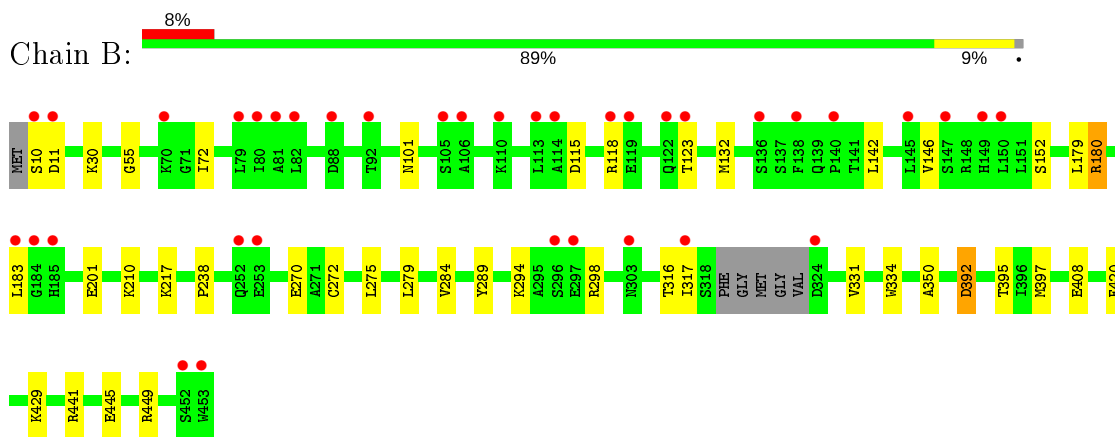 8%
Chain B:
89% 9% •
MET S10 D11 K30 G55 K70 G71 I72 L79 I80 A81 L82 D88 T92 N101 S105 A106 K110 L113 A114 D115 R118 E119 Q122 T123 M132 S136 S137 F138 Q139 P140 T141 L142 L145 V146 S147 R148 H149 L150 L151 S152 L179 R180
L183 G184 H185 E201 K210 K217 P238 Q252 E253 E270 A271 C272 L275 L279 V284 Y289 K294 A295 S296 E297 R298 N303 T316 I317 S318 PHE GLY MET GLY VAL D324 V331 W334 A350 D392 T395 I396 M397 E408
K429 R441 E445 R449 S452 W453